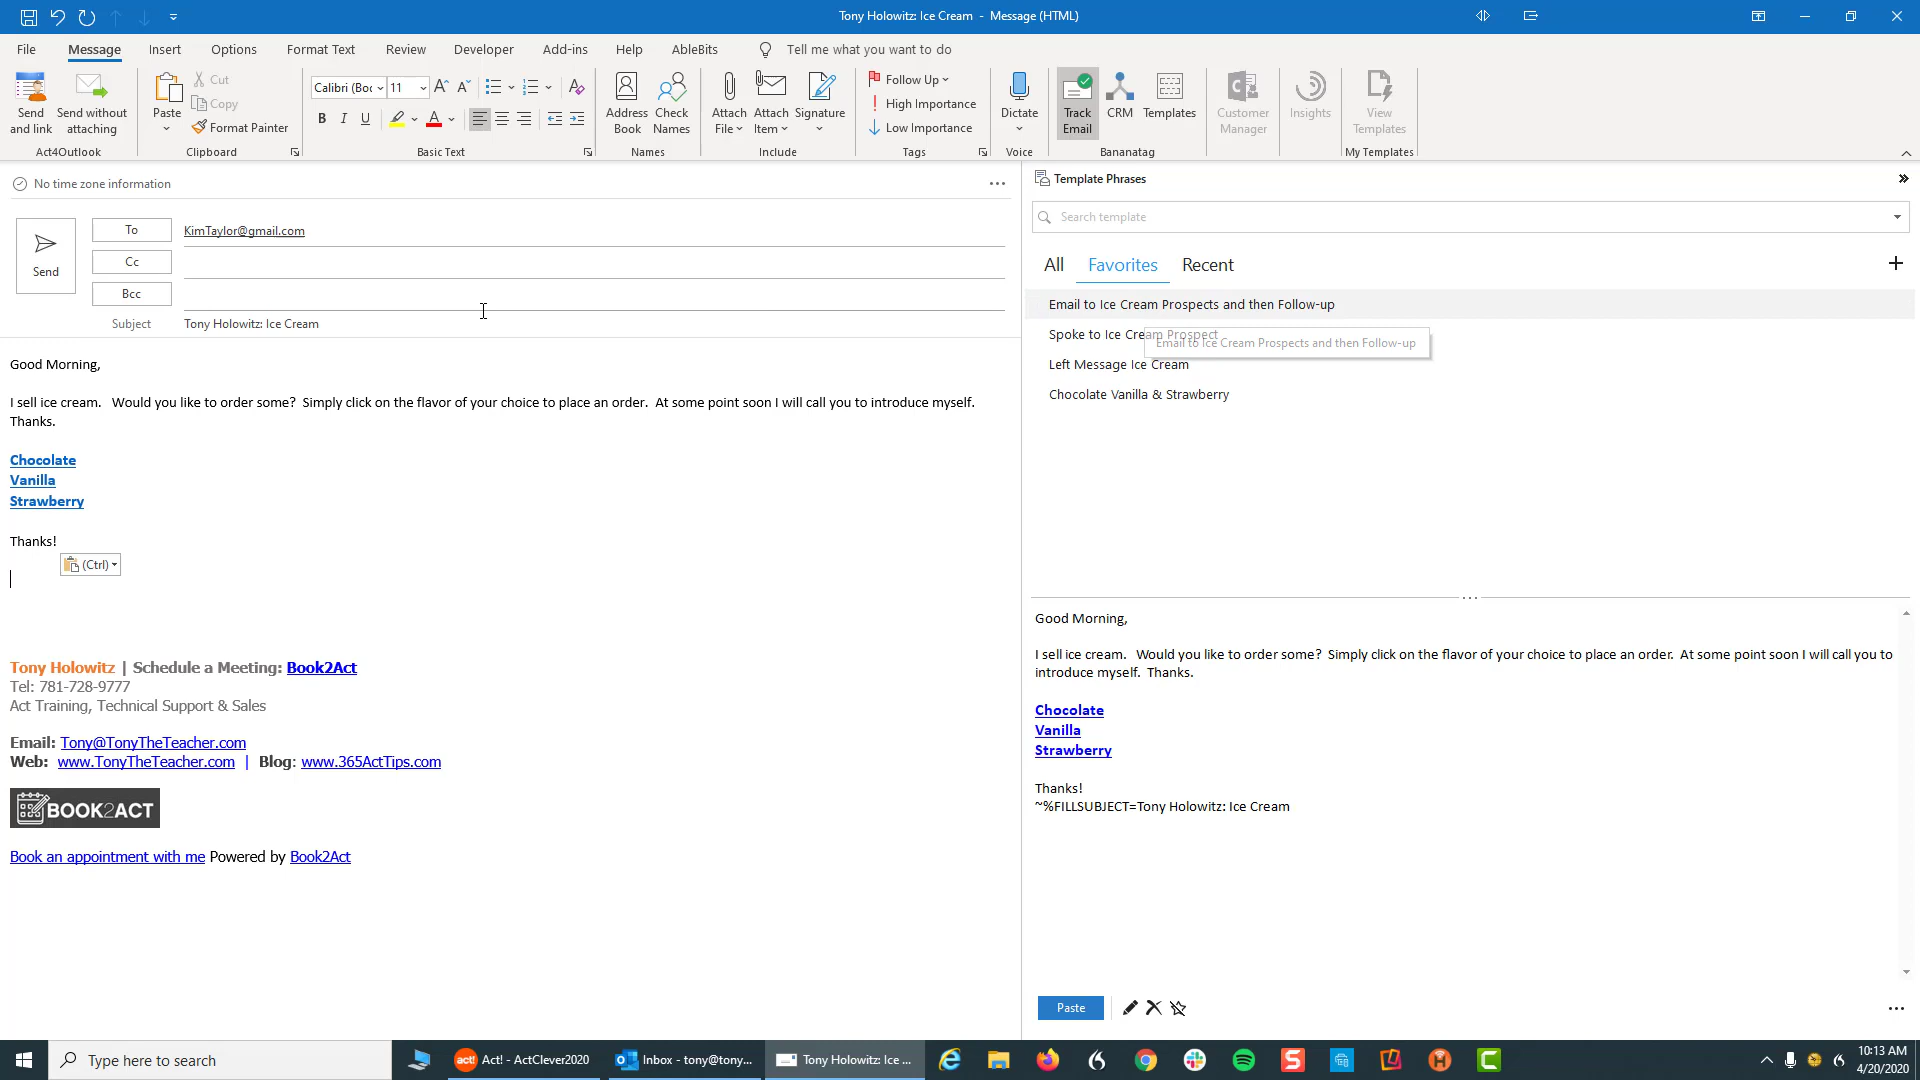 Tony Holowitz: Ice Cream - Message (HTML)
File Message Insert Options Format Text Review Developer Add-ins Help AbleBits Tell me what you want to do
Send and link
Send without attaching
Act4Outlook
Paste
Cut
Copy
Format Painter
Clipboard
Calibri (Boc 11
B I U
Basic Text
Address Book
Check Names
Names
Attach File
Attach Item
Signature
Include
Follow Up
High Importance
Low Importance
Tags
Dictate
Voice
Track Email
CRM
Templates
Bananatag
Customer Manager
Insights
View Templates
My Templates
No time zone information
Send
To KimTaylor@gmail.com
Cc
Bcc
Subject Tony Holowitz: Ice Cream
Good Morning,
I sell ice cream. Would you like to order some? Simply click on the flavor of your choice to place an order. At some point soon I will call you to introduce myself.
Thanks.
Chocolate
Vanilla
Strawberry
Thanks!
(Ctrl)
Tony Holowitz | Schedule a Meeting: Book2Act
Tel: 781-728-9777
Act Training, Technical Support & Sales
Email: Tony@TonyTheTeacher.com
Web: www.TonyTheTeacher.com | Blog: www.365ActTips.com
BOOK2ACT
Book an appointment with me Powered by Book2Act
Template Phrases
Search template
All Favorites Recent
Email to Ice Cream Prospects and then Follow-up
Spoke to Ice Cream Prospect
Email to Ice Cream Prospects and then Follow-up
Left Message Ice Cream
Chocolate Vanilla & Strawberry
Good Morning,
I sell ice cream. Would you like to order some? Simply click on the flavor of your choice to place an order. At some point soon I will call you to
introduce myself. Thanks.
Chocolate
Vanilla
Strawberry
Thanks!
~%FILLSUBJECT=Tony Holowitz: Ice Cream
Paste
Type here to search
act! Act! - ActClever2020
Inbox - tony@tony...
Tony Holowitz: Ice ...
10:13 AM
4/20/2020